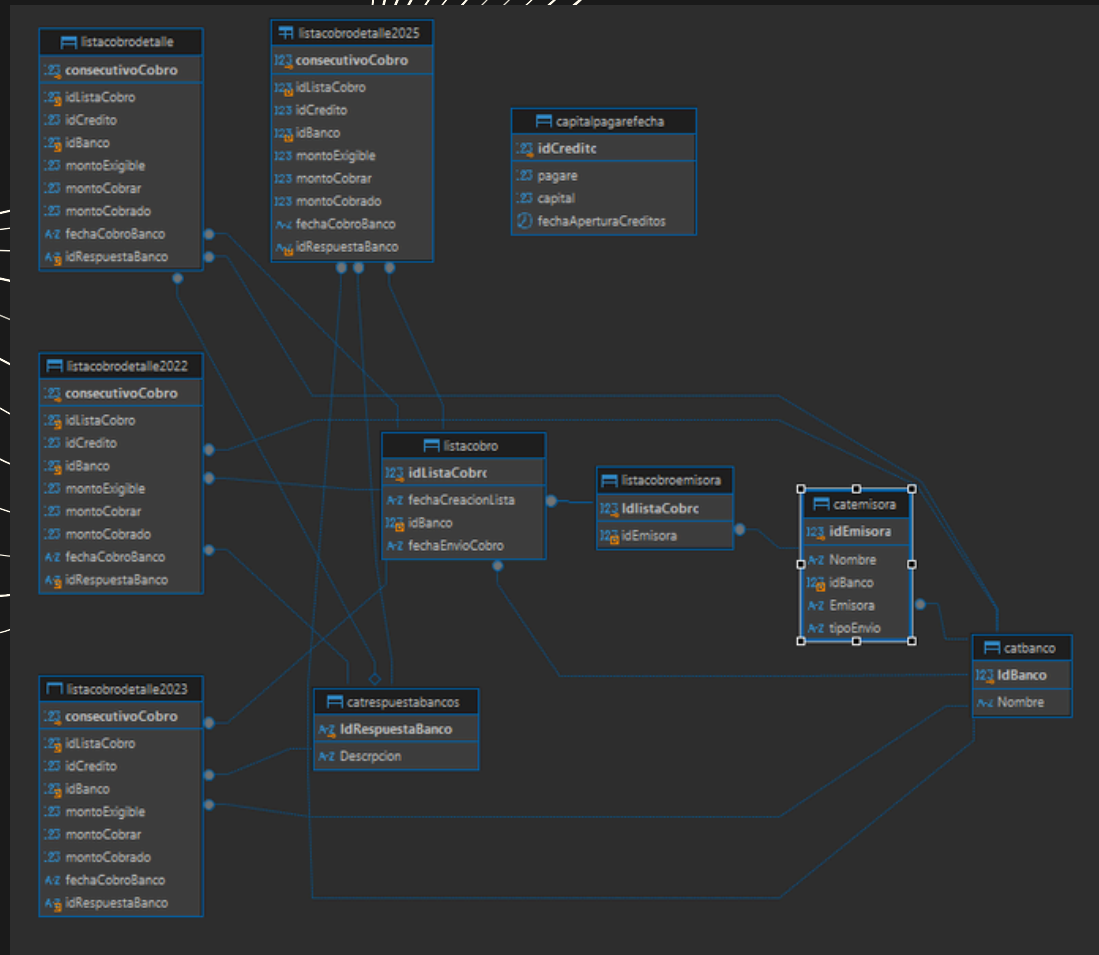 listacobrodetalle
consecutivoCobro
idListaCobro
idCredito
idBanco
montoExigible
montoCobrar
montoCobrado
fechaCobroBanco
idRespuestaBanco
listacobrodetalle2025
consecutivoCobro
idListaCobro
idCredito
idBanco
montoExigible
montoCobrar
montoCobrado
fechaCobroBanco
idRespuestaBanco
capitalpagarefecha
idCreditc
pagare
capital
fechaAperturaCreditos
listacobrodetalle2022
consecutivoCobro
idListaCobro
idCredito
idBanco
montoExigible
montoCobrar
montoCobrado
fechaCobroBanco
idRespuestaBanco
listacobro
idListaCobrc
fechaCreacionLista
idBanco
fechaEnvioCobro
listacobroemisora
IdlistaCobrc
idEmisora
catemisora
idEmisora
Nombre
idBanco
Emisora
tipoEnvio
catbanco
IdBanco
Nombre
listacobrodetalle2023
consecutivoCobro
idListaCobro
idCredito
idBanco
montoExigible
montoCobrar
montoCobrado
fechaCobroBanco
idRespuestaBanco
catrespuestabancos
IdRespuestaBanco
Descrpcion